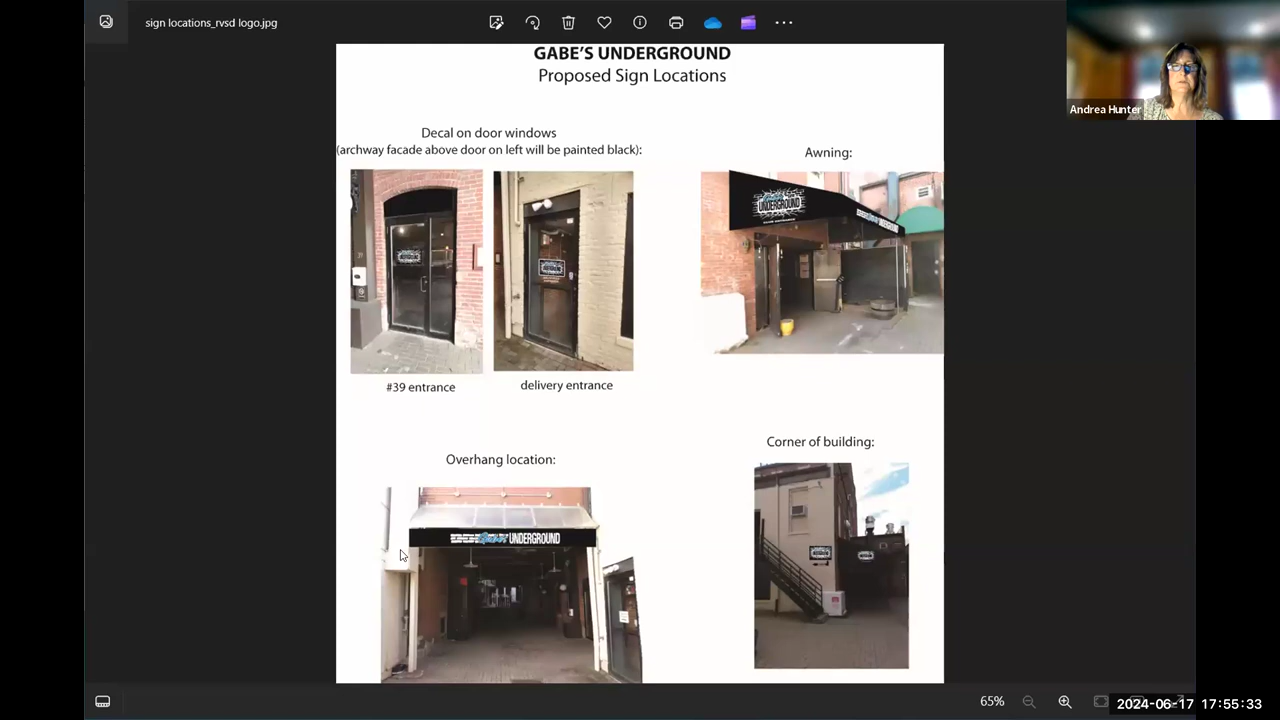 sign locations_rvsd logo.jpg
Andrea Hunter
GABE'S UNDERGROUND
Proposed Sign Locations
Decal on door windows
(archway facade above door on left will be painted black):
Awning:
UNDERGROUND
#39 entrance
delivery entrance
Overhang location:
Corner of building:
Gabe's UNDERGROUND
65%
2024-06-17 17:55:33